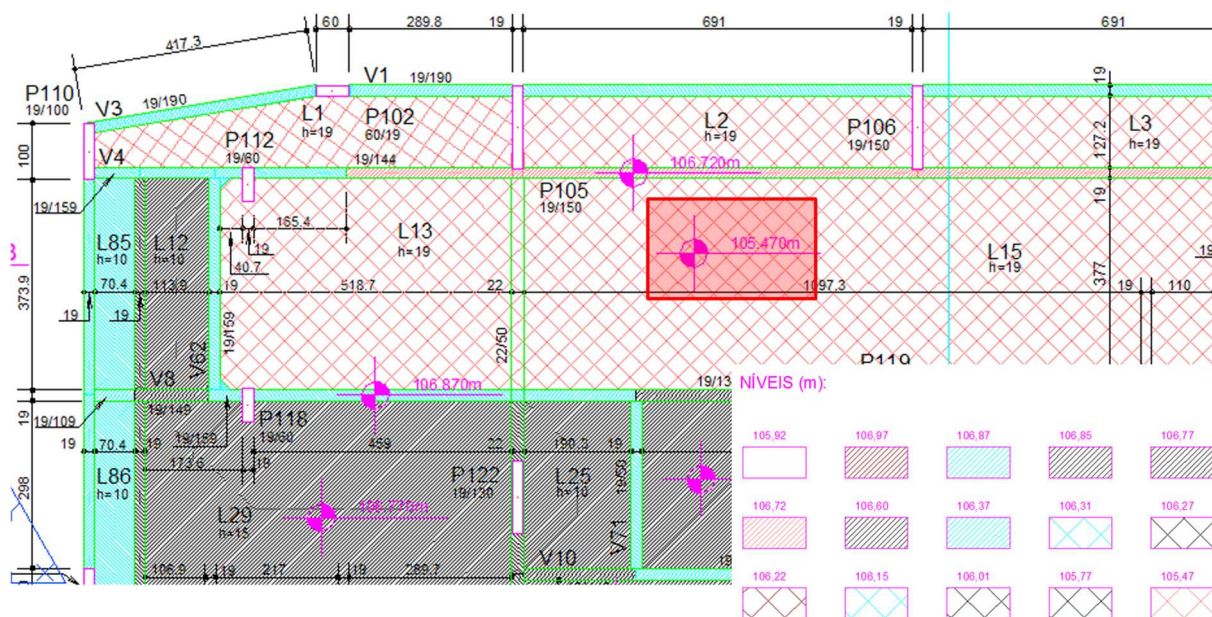 60 289.8 19 691 19 691
417.3
V1 19/190
P110
19/100
V3 19/190
L1
h=19
P102
60/19
L2
h=19
P106
19/150
L3
h=19
19
127.2
100
V4
P112
19/60
19/144
106.720m
19
19/159
P105
19/150
165.4
19
40.7
L85
h=10
L12
h=10
L13
h=19
105.470m
L15
h=19
377
373.9
70.4 113.9 19 518.7 22 1097.3 19 110
19 19
V62
19/159
22/50
P119
V8
106.870m
19/13
19/149
19/109
19/159
P118
19/60
19
19 70.4 19 459 22 190.3 19
173.6 19
L86
h=10
P122
19/130
L25
h=10
19/50
298
L29
h=15
106.770m
V71
V10
106.9 19 217 19 289.7
NÍVEIS (m):
105,92 106,97 106,87 106,85 106,77
106,72 106,60 106,37 106,31 106,27
106,22 106,15 106,01 105,77 105,47